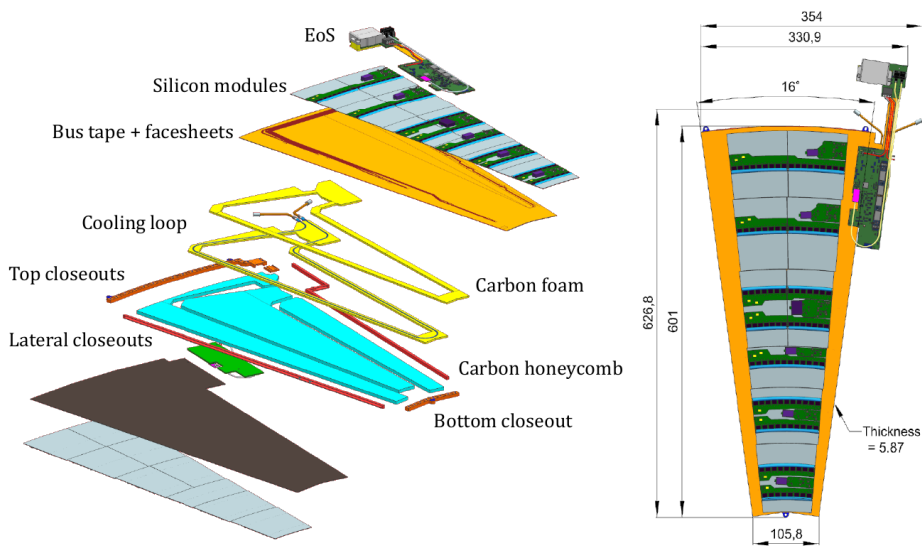 EoS
Silicon modules
Bus tape + facesheets
Cooling loop
Top closeouts
Carbon foam
Lateral closeouts
Carbon honeycomb
Bottom closeout
354
330,9
16°
626,8
601
Thickness
= 5.87
105,8